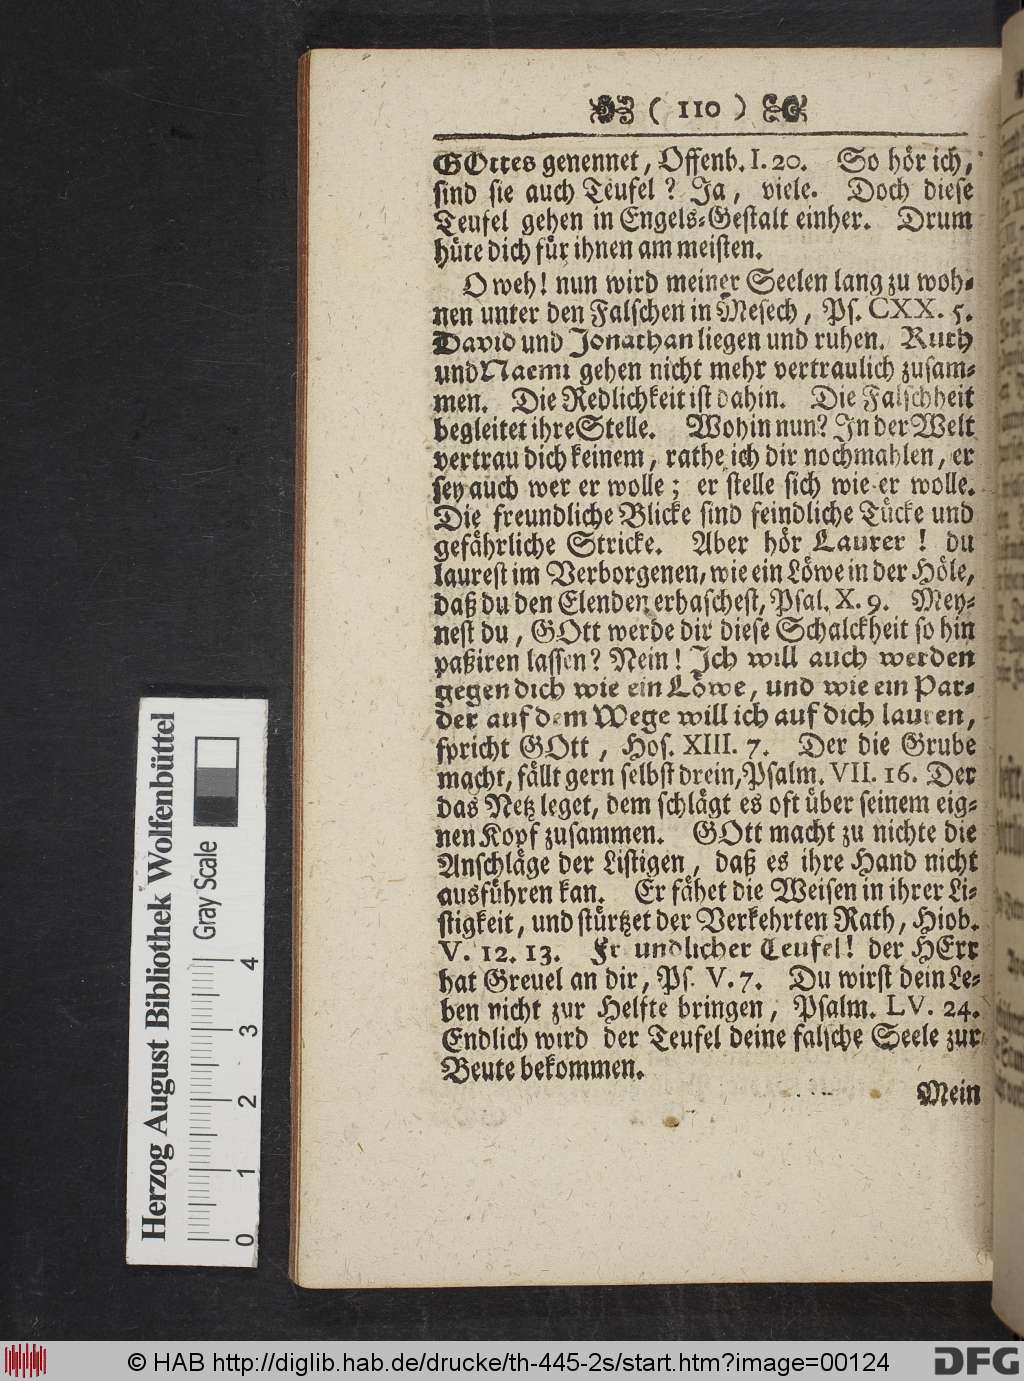 ( 110 )
GOttes genennet, Offenb. I. 20. So hör ich,
sind sie auch Teufel? Ja, viele. Doch diese
Teufel gehen in Engels-Gestalt einher. Drum
hüte dich für ihnen am meisten.
O weh! nun wird meiner Seelen lang zu woh-
nen unter den Falschen in Mesech, Ps. CXX. 5.
David und Jonathan liegen und ruhen. Ruth
und Naemi gehen nicht mehr vertraulich zusam-
men. Die Redlichkeit ist dahin. Die Falschheit
begleitet ihre Stelle. Wohin nun? In der Welt
vertrau dich keinem, rathe ich dir nochmahlen, er
sey auch wer er wolle; er stelle sich wie er wolle.
Die freundliche Blicke sind feindliche Tücke und
gefährliche Stricke. Aber hör Laurer! du
laurest im Verborgenen, wie ein Löwe in der Höle,
daß du den Elenden erhaschest, Psal. X. 9. Mey-
nest du, GOtt werde dir diese Schalckheit so hin
paßiren lassen? Nein! Ich will auch werden
gegen dich wie ein Löwe, und wie ein Par-
der auf dem Wege will ich auf dich lauren,
spricht GOtt, Hos. XIII. 7. Der die Grube
macht, fällt gern selbst drein, Psalm. VII. 16. Der
das Netz leget, dem schlägt es oft über seinem eig-
nen Kopf zusammen. GOtt macht zu nichte die
Anschläge der Listigen, daß es ihre Hand nicht
ausführen kan. Er fähet die Weisen in ihrer Li-
stigkeit, und stürtzet der Verkehrten Rath, Hiob.
V. 12. 13. Freundlicher Teufel! der HErr
hat Greuel an dir, Ps. V. 7. Du wirst dein Le-
ben nicht zur Helfte bringen, Psalm. LV. 24.
Endlich wird der Teufel deine falsche Seele zur
Beute bekommen.
Mein
Herzog August Bibliothek Wolfenbüttel
Gray Scale
0 1 2 3 4
© HAB http://diglib.hab.de/drucke/th-445-2s/start.htm?image=00124
DFG